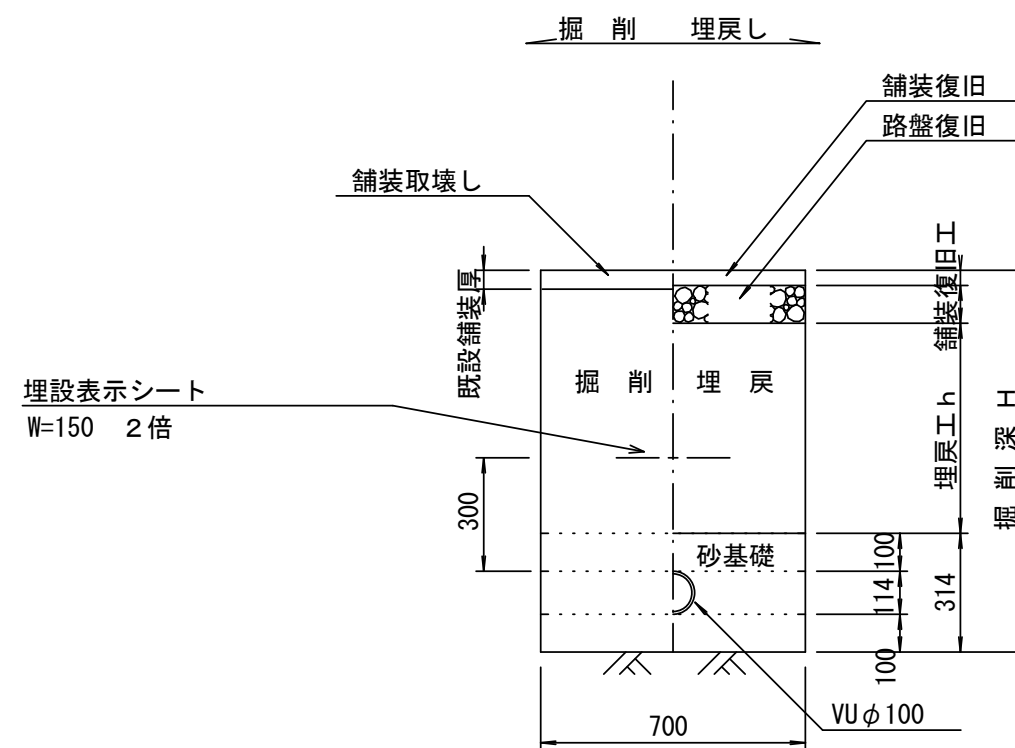 掘 削 埋戻し
舗装復旧
路盤復旧
舗装取壊し
既設舗装厚
舗装復旧工
掘 削 埋 戻
埋設表示シート
W=150 2倍
埋戻工h
掘削深 H
300
砂基礎
100
114
100
314
VUφ100
700